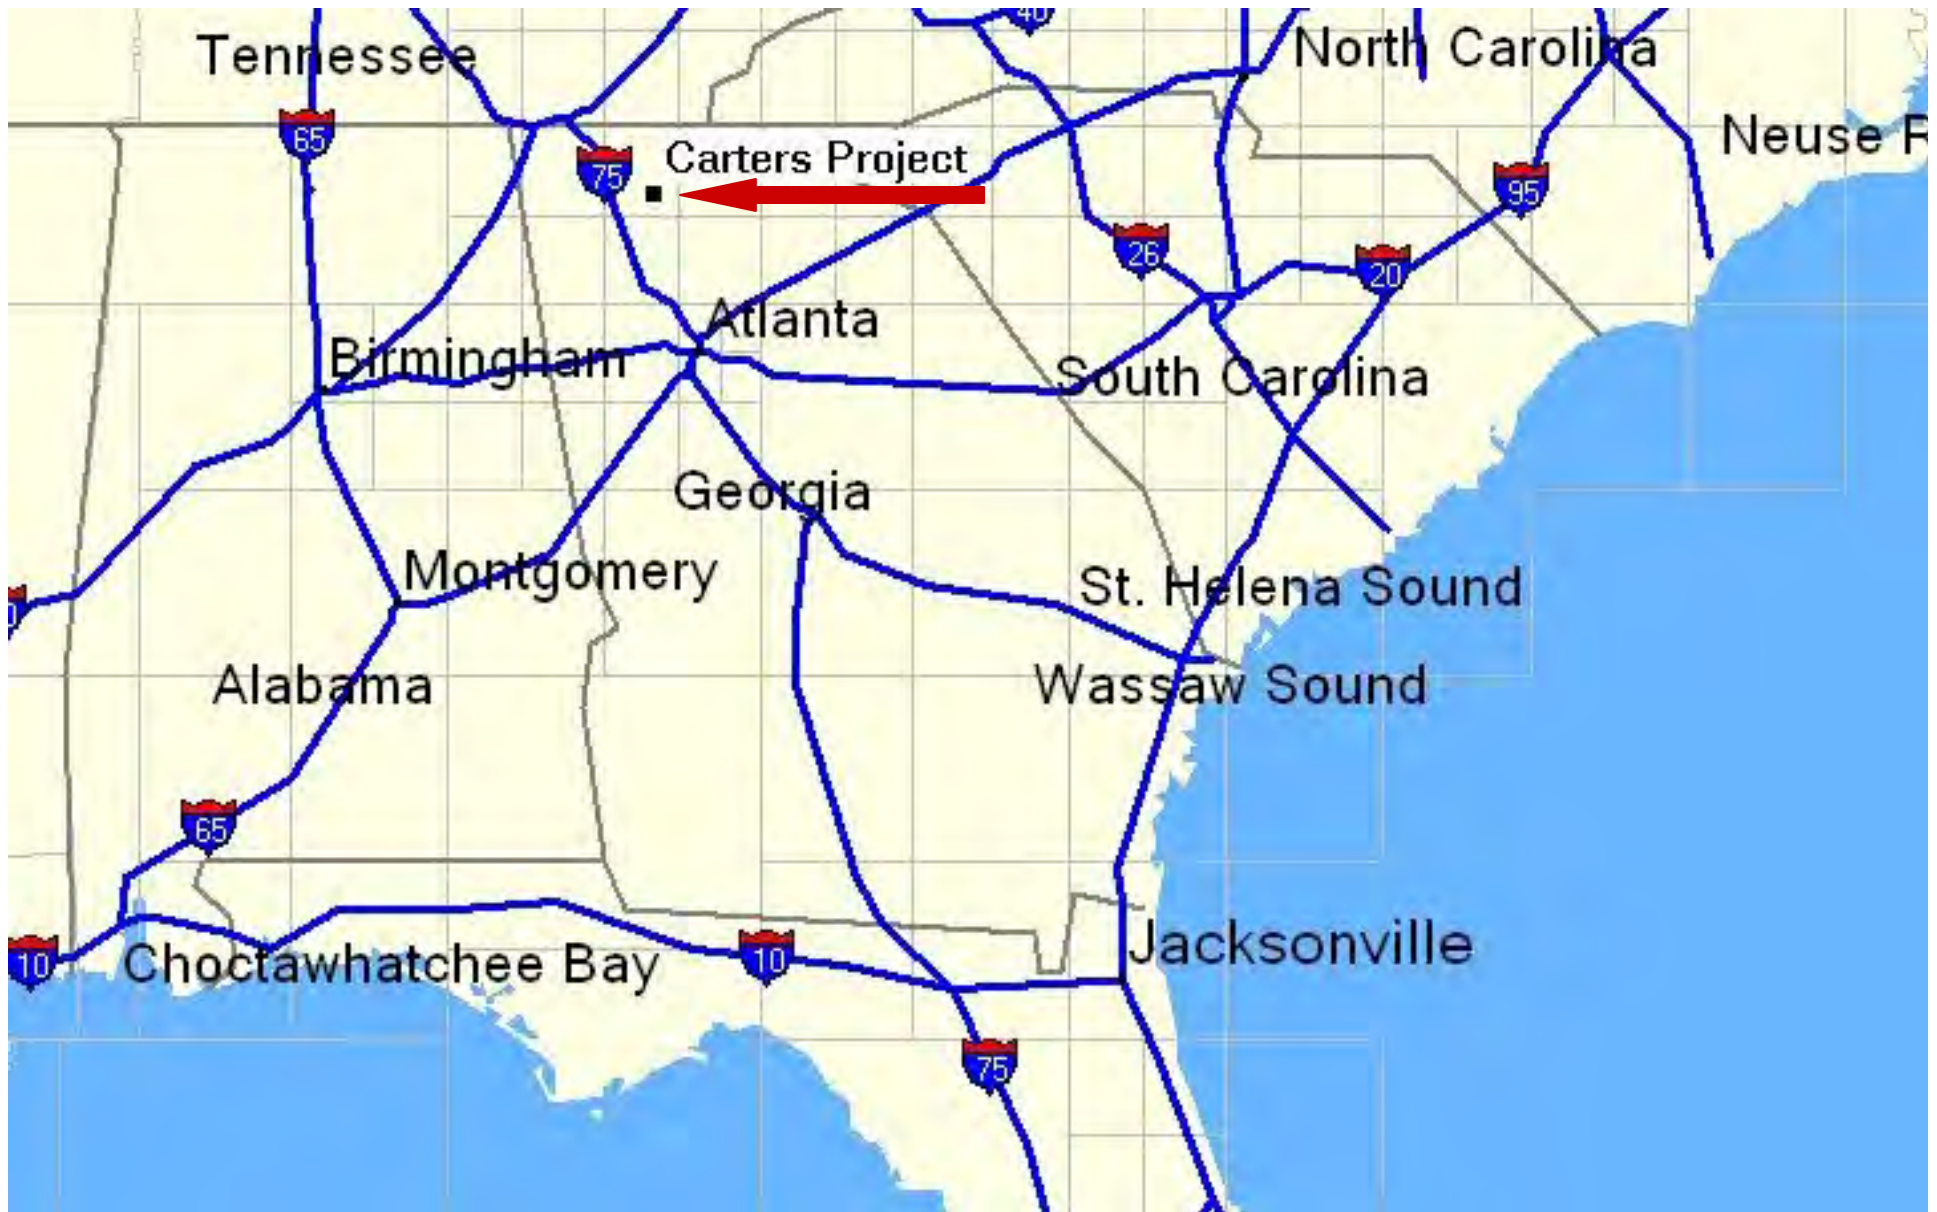 40
Tennessee
North Carolina
65
Neuse R
75
Carters Project
95
26
20
Atlanta
Birmingham
South Carolina
Georgia
Montgomery
St. Helena Sound
Alabama
Wassaw Sound
65
Jacksonville
10
Choctawhatchee Bay
10
75